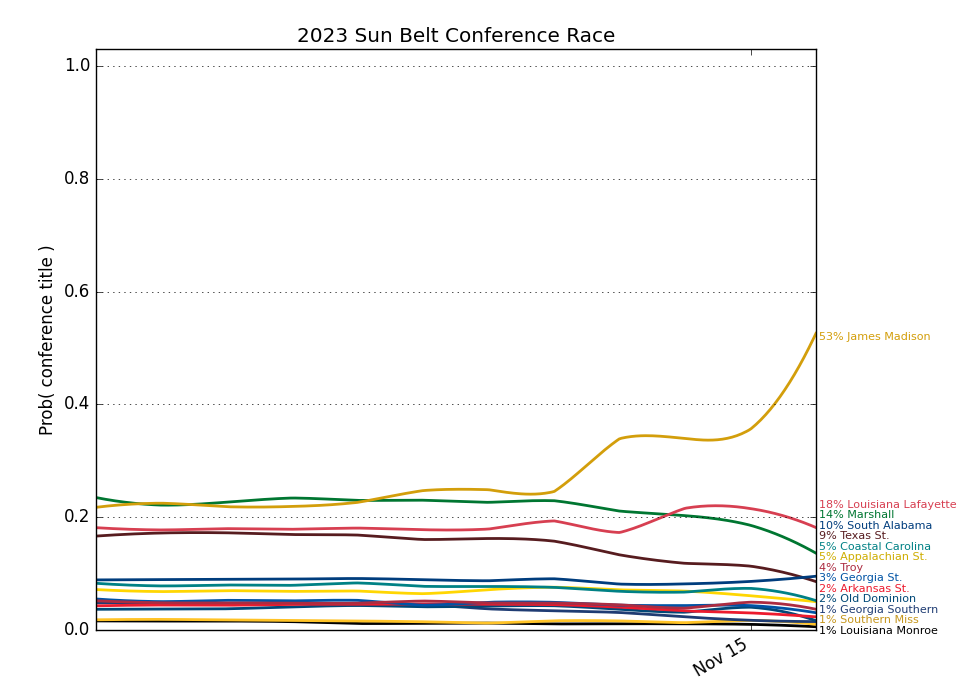 2023 Sun Belt Conference Race
1.0
0.8
0.6
0.4
0.2
0.0
Prob( conference title )
Nov 15
53% James Madison
18% Louisiana Lafayette
14% Marshall
10% South Alabama
9% Texas St.
5% Coastal Carolina
5% Appalachian St.
4% Troy
3% Georgia St.
2% Arkansas St.
2% Old Dominion
1% Georgia Southern
1% Southern Miss
1% Louisiana Monroe